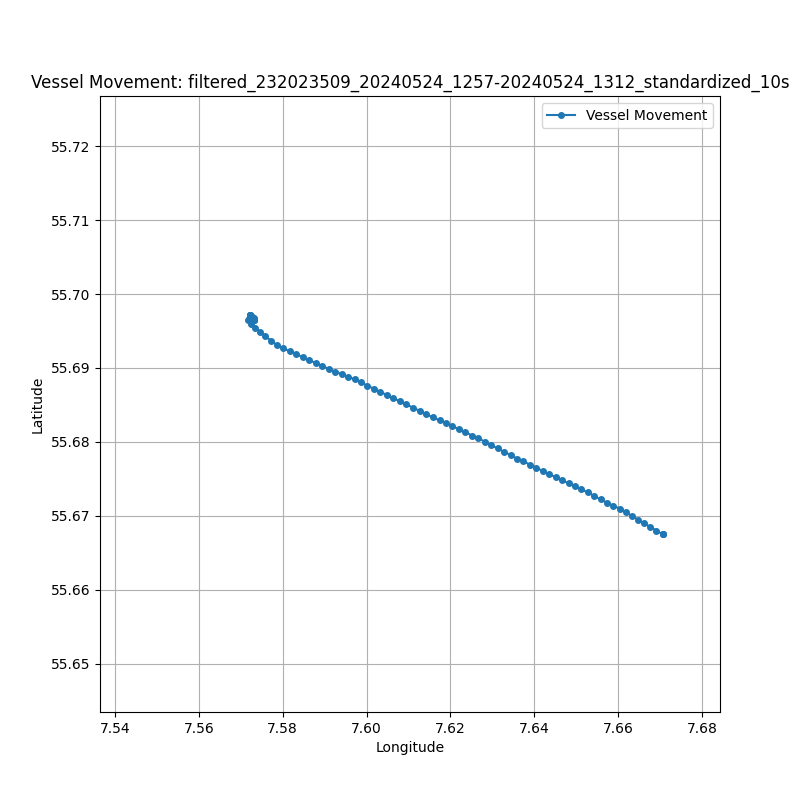 Vessel Movement: filtered_232023509_20240524_1257-20240524_1312_standardized_10s
Vessel Movement
55.72
55.71
55.70
55.69
55.68
55.67
55.66
55.65
Latitude
7.54 7.56 7.58 7.60 7.62 7.64 7.66 7.68
Longitude